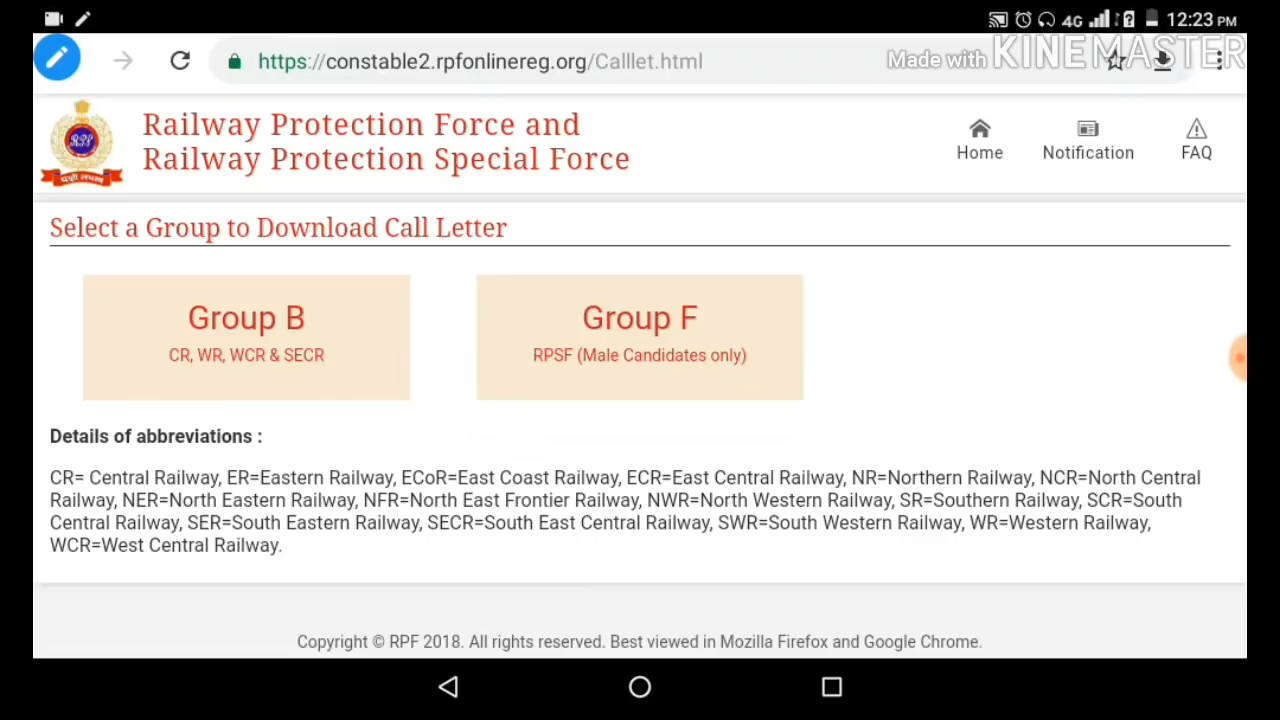 4G 12:23 PM
https://constable2.rpfonlinereg.org/Calllet.html
Made with KINEMASTER
Railway Protection Force and
Railway Protection Special Force
Home Notification FAQ
Select a Group to Download Call Letter
Group B Group F
CR, WR, WCR & SECR RPSF (Male Candidates only)
Details of abbreviations :
CR= Central Railway, ER=Eastern Railway, ECoR=East Coast Railway, ECR=East Central Railway, NR=Northern Railway, NCR=North Central
Railway, NER=North Eastern Railway, NFR=North East Frontier Railway, NWR=North Western Railway, SR=Southern Railway, SCR=South
Central Railway, SER=South Eastern Railway, SECR=South East Central Railway, SWR=South Western Railway, WR=Western Railway,
WCR=West Central Railway.
Copyright © RPF 2018. All rights reserved. Best viewed in Mozilla Firefox and Google Chrome.